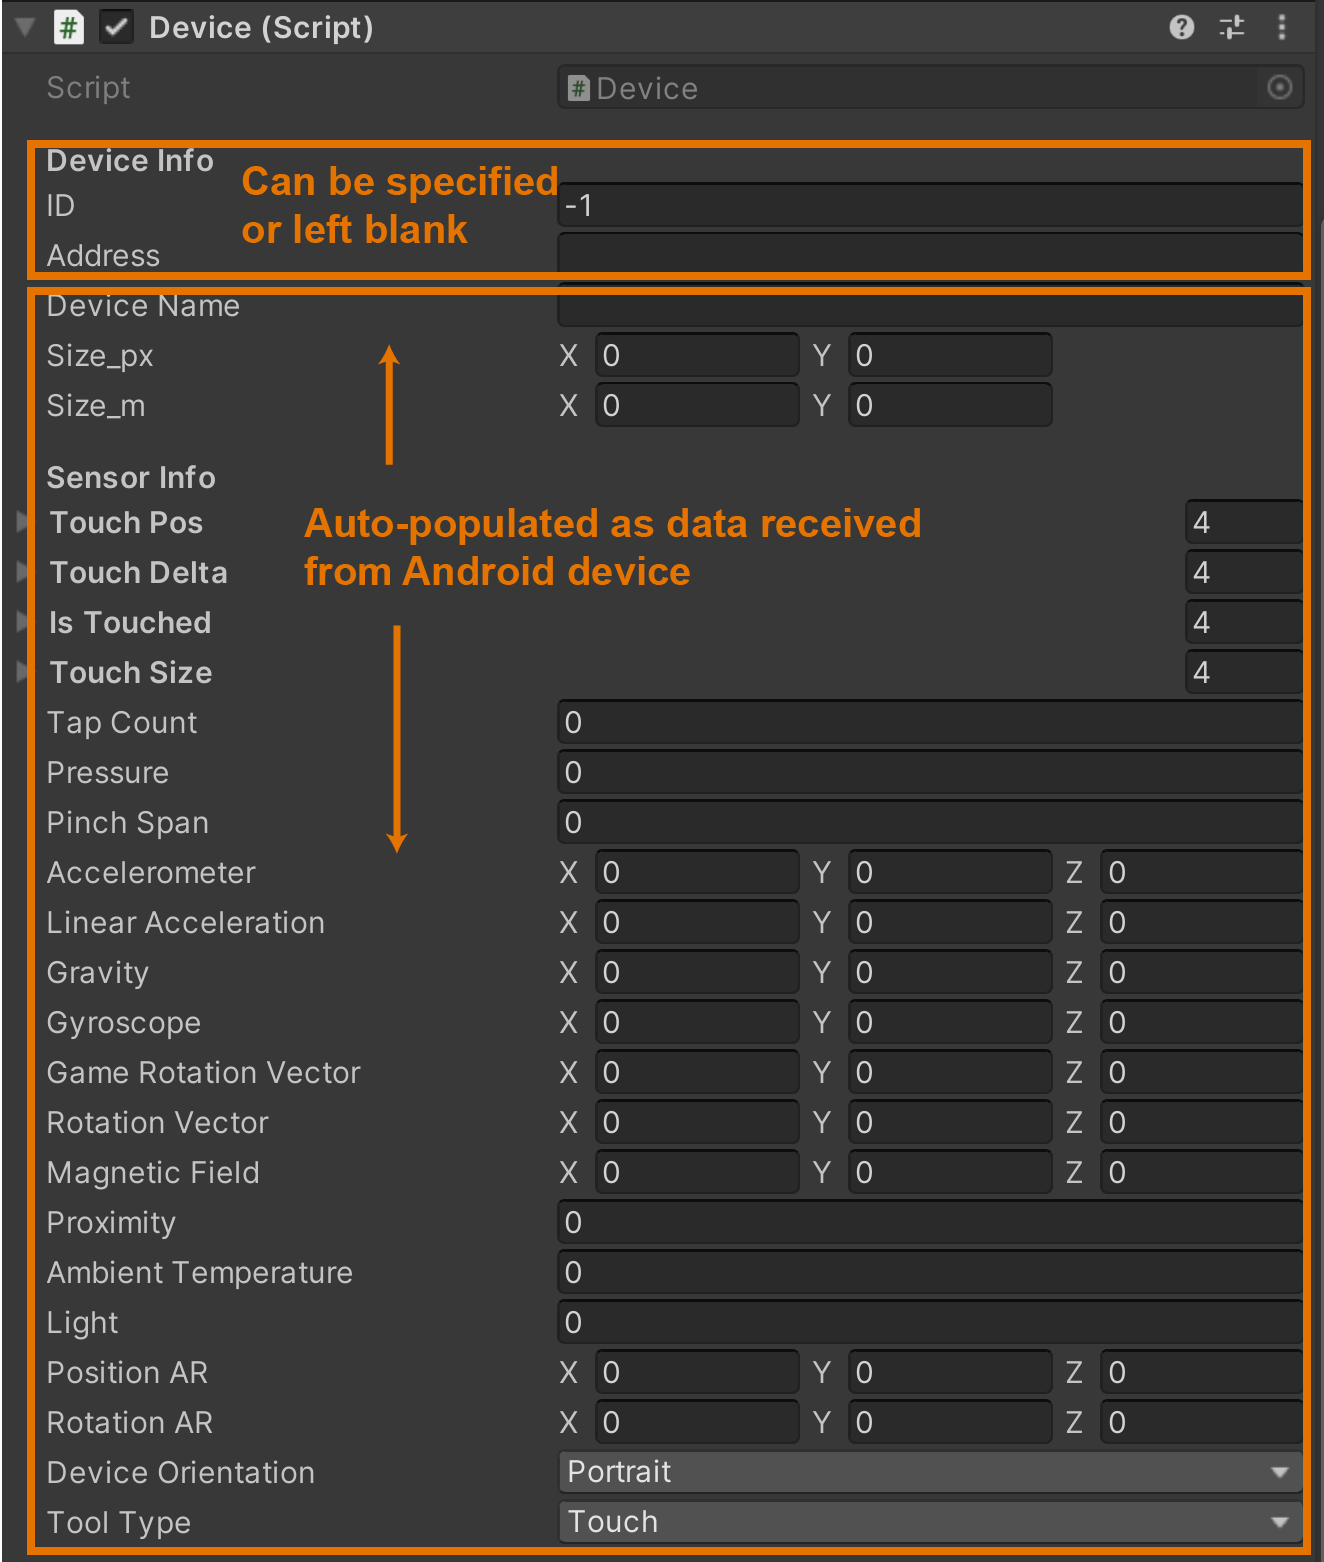 # Device (Script)
Script # Device
Device Info
Can be specified
or left blank
ID -1
Address
Device Name
Size_px X 0 Y 0
Size_m X 0 Y 0
Sensor Info
Auto-populated as data received
from Android device
Touch Pos 4
Touch Delta 4
Is Touched 4
Touch Size 4
Tap Count 0
Pressure 0
Pinch Span 0
Accelerometer X 0 Y 0 Z 0
Linear Acceleration X 0 Y 0 Z 0
Gravity X 0 Y 0 Z 0
Gyroscope X 0 Y 0 Z 0
Game Rotation Vector X 0 Y 0 Z 0
Rotation Vector X 0 Y 0 Z 0
Magnetic Field X 0 Y 0 Z 0
Proximity 0
Ambient Temperature 0
Light 0
Position AR X 0 Y 0 Z 0
Rotation AR X 0 Y 0 Z 0
Device Orientation Portrait
Tool Type Touch